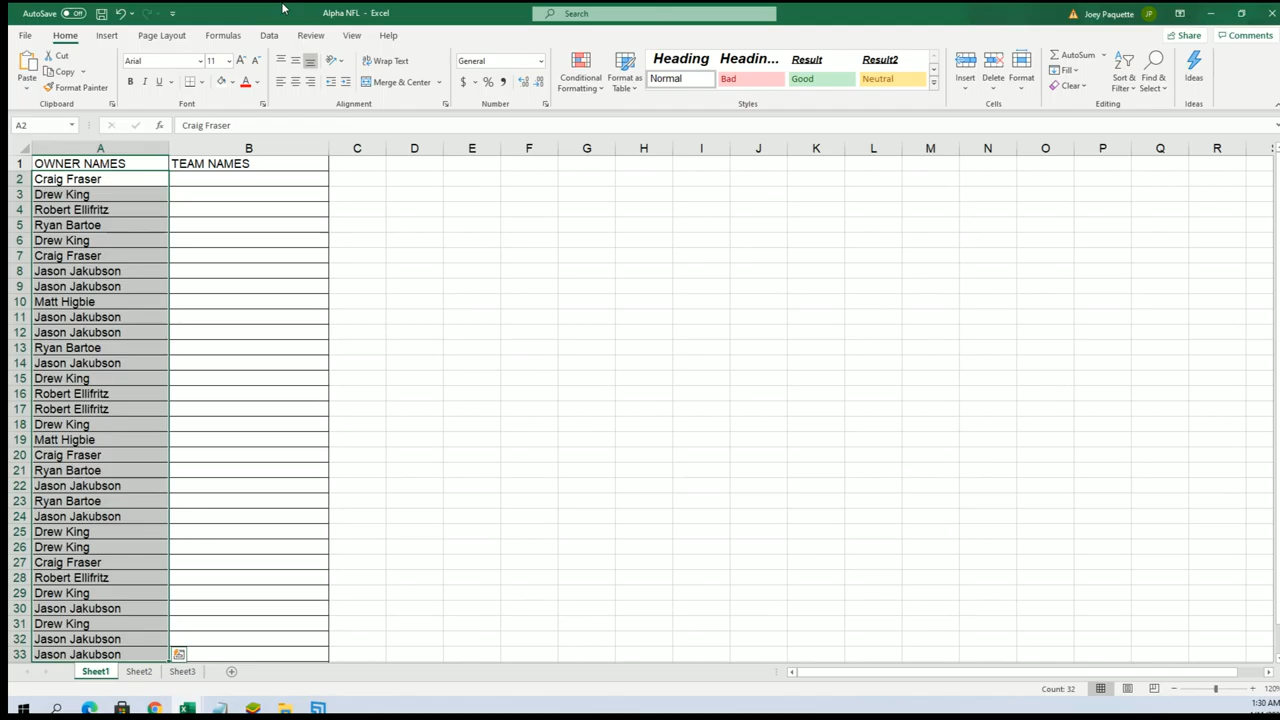 AutoSave Off Alpha NFL - Excel Search Joey Paquette JP
File Home Insert Page Layout Formulas Data Review View Help Share Comments
Paste Cut Copy Format Painter Clipboard
Arial 11 B I U Font
Wrap Text Merge & Center Alignment
General $ % Number
Conditional Formatting Format as Table
Heading Headin... Result Result2
Normal Bad Good Neutral
Styles
Insert Delete Format Cells
AutoSum Fill Clear Sort & Filter Find & Select Editing
Ideas Ideas
A2 fx Craig Fraser
A B C D E F G H I J K L M N O P Q R
1 OWNER NAMES TEAM NAMES
2 Craig Fraser
3 Drew King
4 Robert Ellifritz
5 Ryan Bartoe
6 Drew King
7 Craig Fraser
8 Jason Jakubson
9 Jason Jakubson
10 Matt Higbie
11 Jason Jakubson
12 Jason Jakubson
13 Ryan Bartoe
14 Jason Jakubson
15 Drew King
16 Robert Ellifritz
17 Robert Ellifritz
18 Drew King
19 Matt Higbie
20 Craig Fraser
21 Ryan Bartoe
22 Jason Jakubson
23 Ryan Bartoe
24 Jason Jakubson
25 Drew King
26 Drew King
27 Craig Fraser
28 Robert Ellifritz
29 Drew King
30 Jason Jakubson
31 Drew King
32 Jason Jakubson
33 Jason Jakubson
Sheet1 Sheet2 Sheet3
Count: 32 120%
1:30 AM